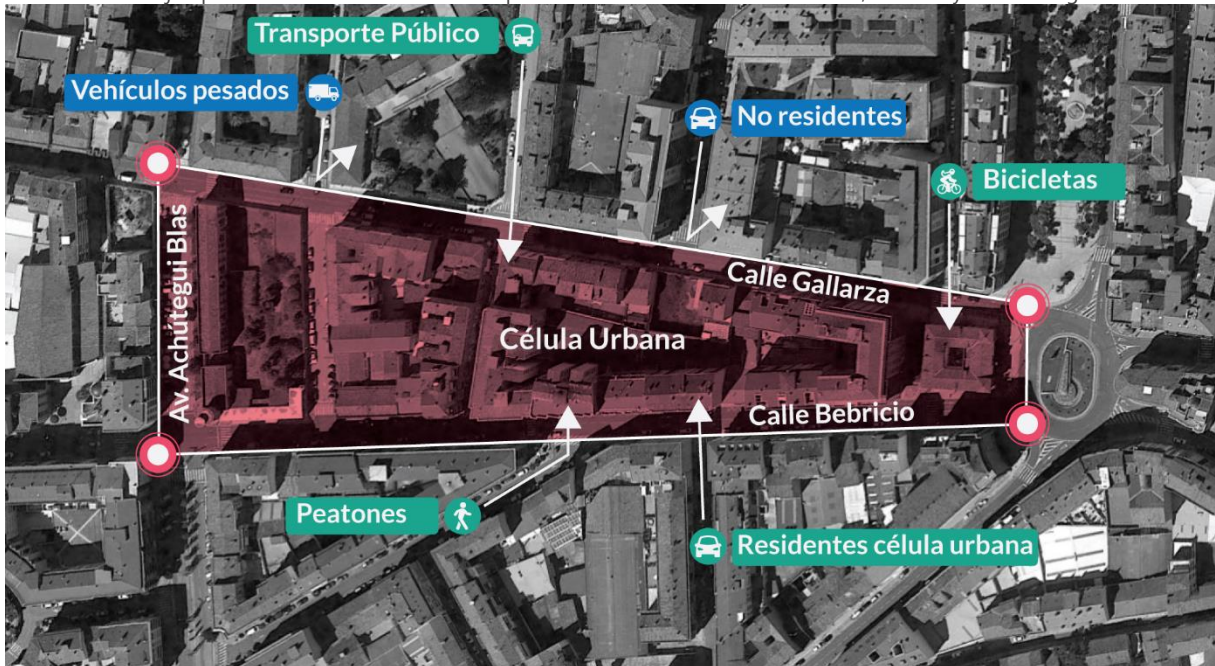 Transporte Público
Vehículos pesados
No residentes
Bicicletas
Av. Achútegui Blas
Calle Gallarza
Célula Urbana
Calle Bebricio
Peatones
Residentes célula urbana